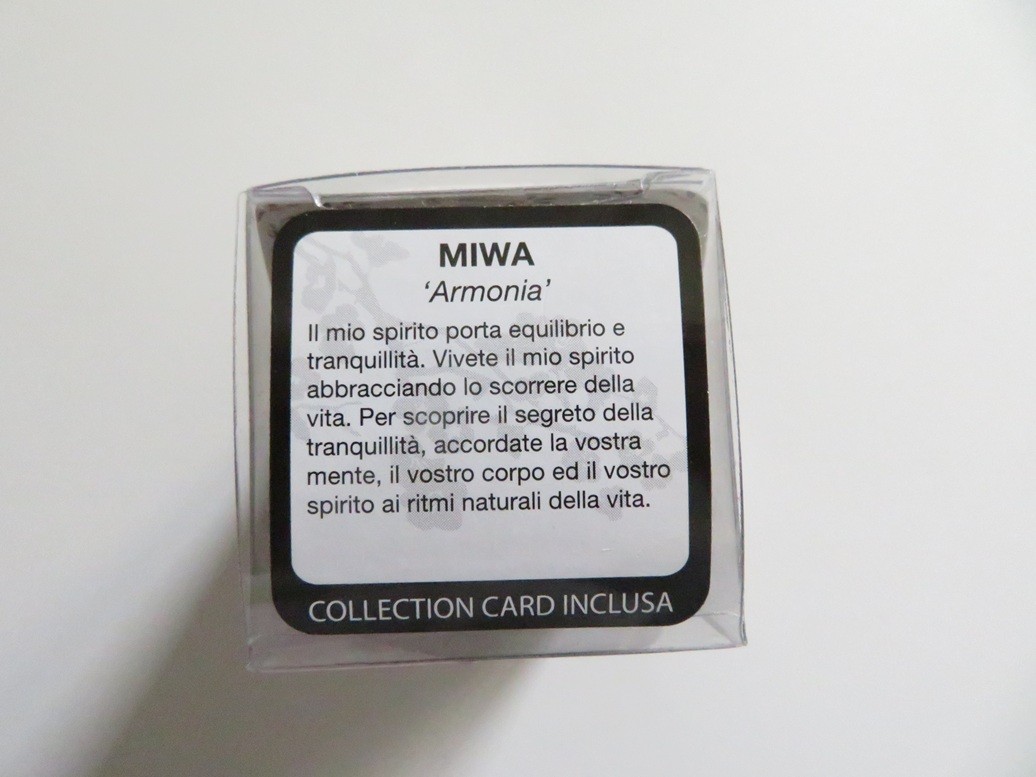 MIWA
‘Armonia’
Il mio spirito porta equilibrio e
tranquillità. Vivete il mio spirito
abbracciando lo scorrere della
vita. Per scoprire il segreto della
tranquillità, accordate la vostra
mente, il vostro corpo ed il vostro
spirito ai ritmi naturali della vita.
COLLECTION CARD INCLUSA